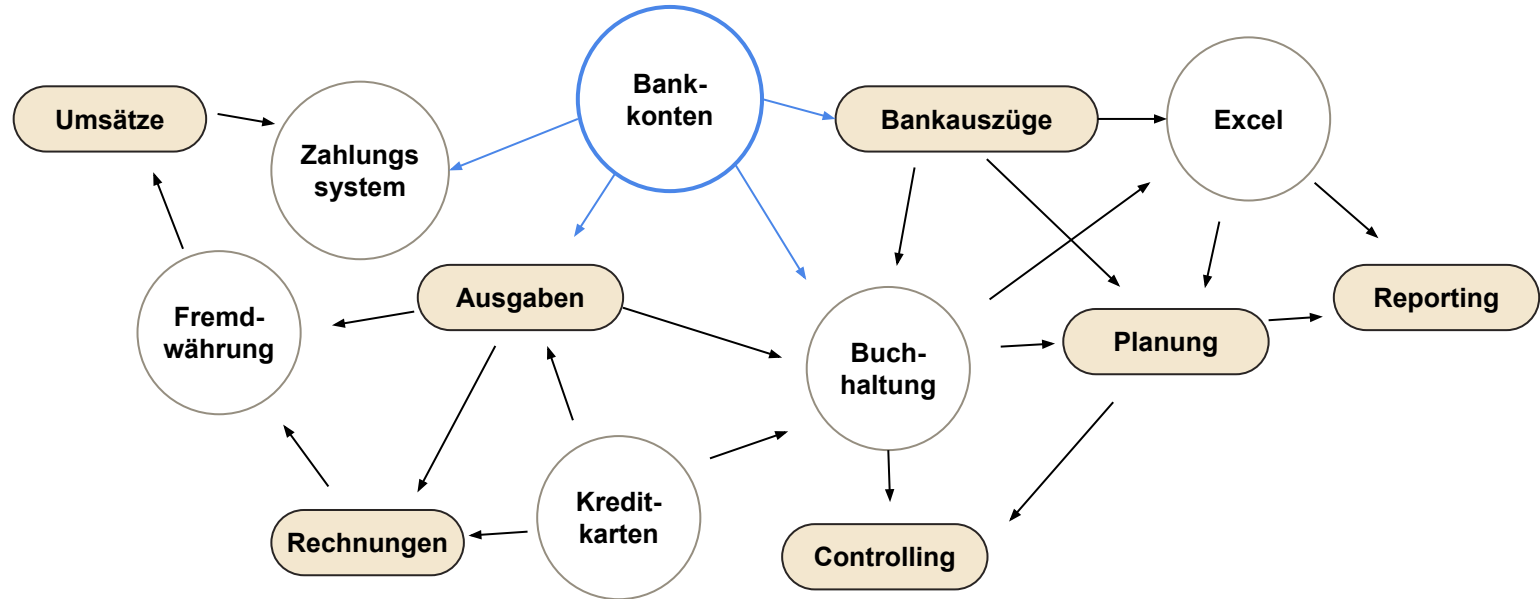 Bank-
konten
Umsätze
Bankauszüge
Excel
Zahlungs
system
Ausgaben
Reporting
Fremd-
währung
Planung
Buch-
haltung
Kredit-
karten
Rechnungen
Controlling